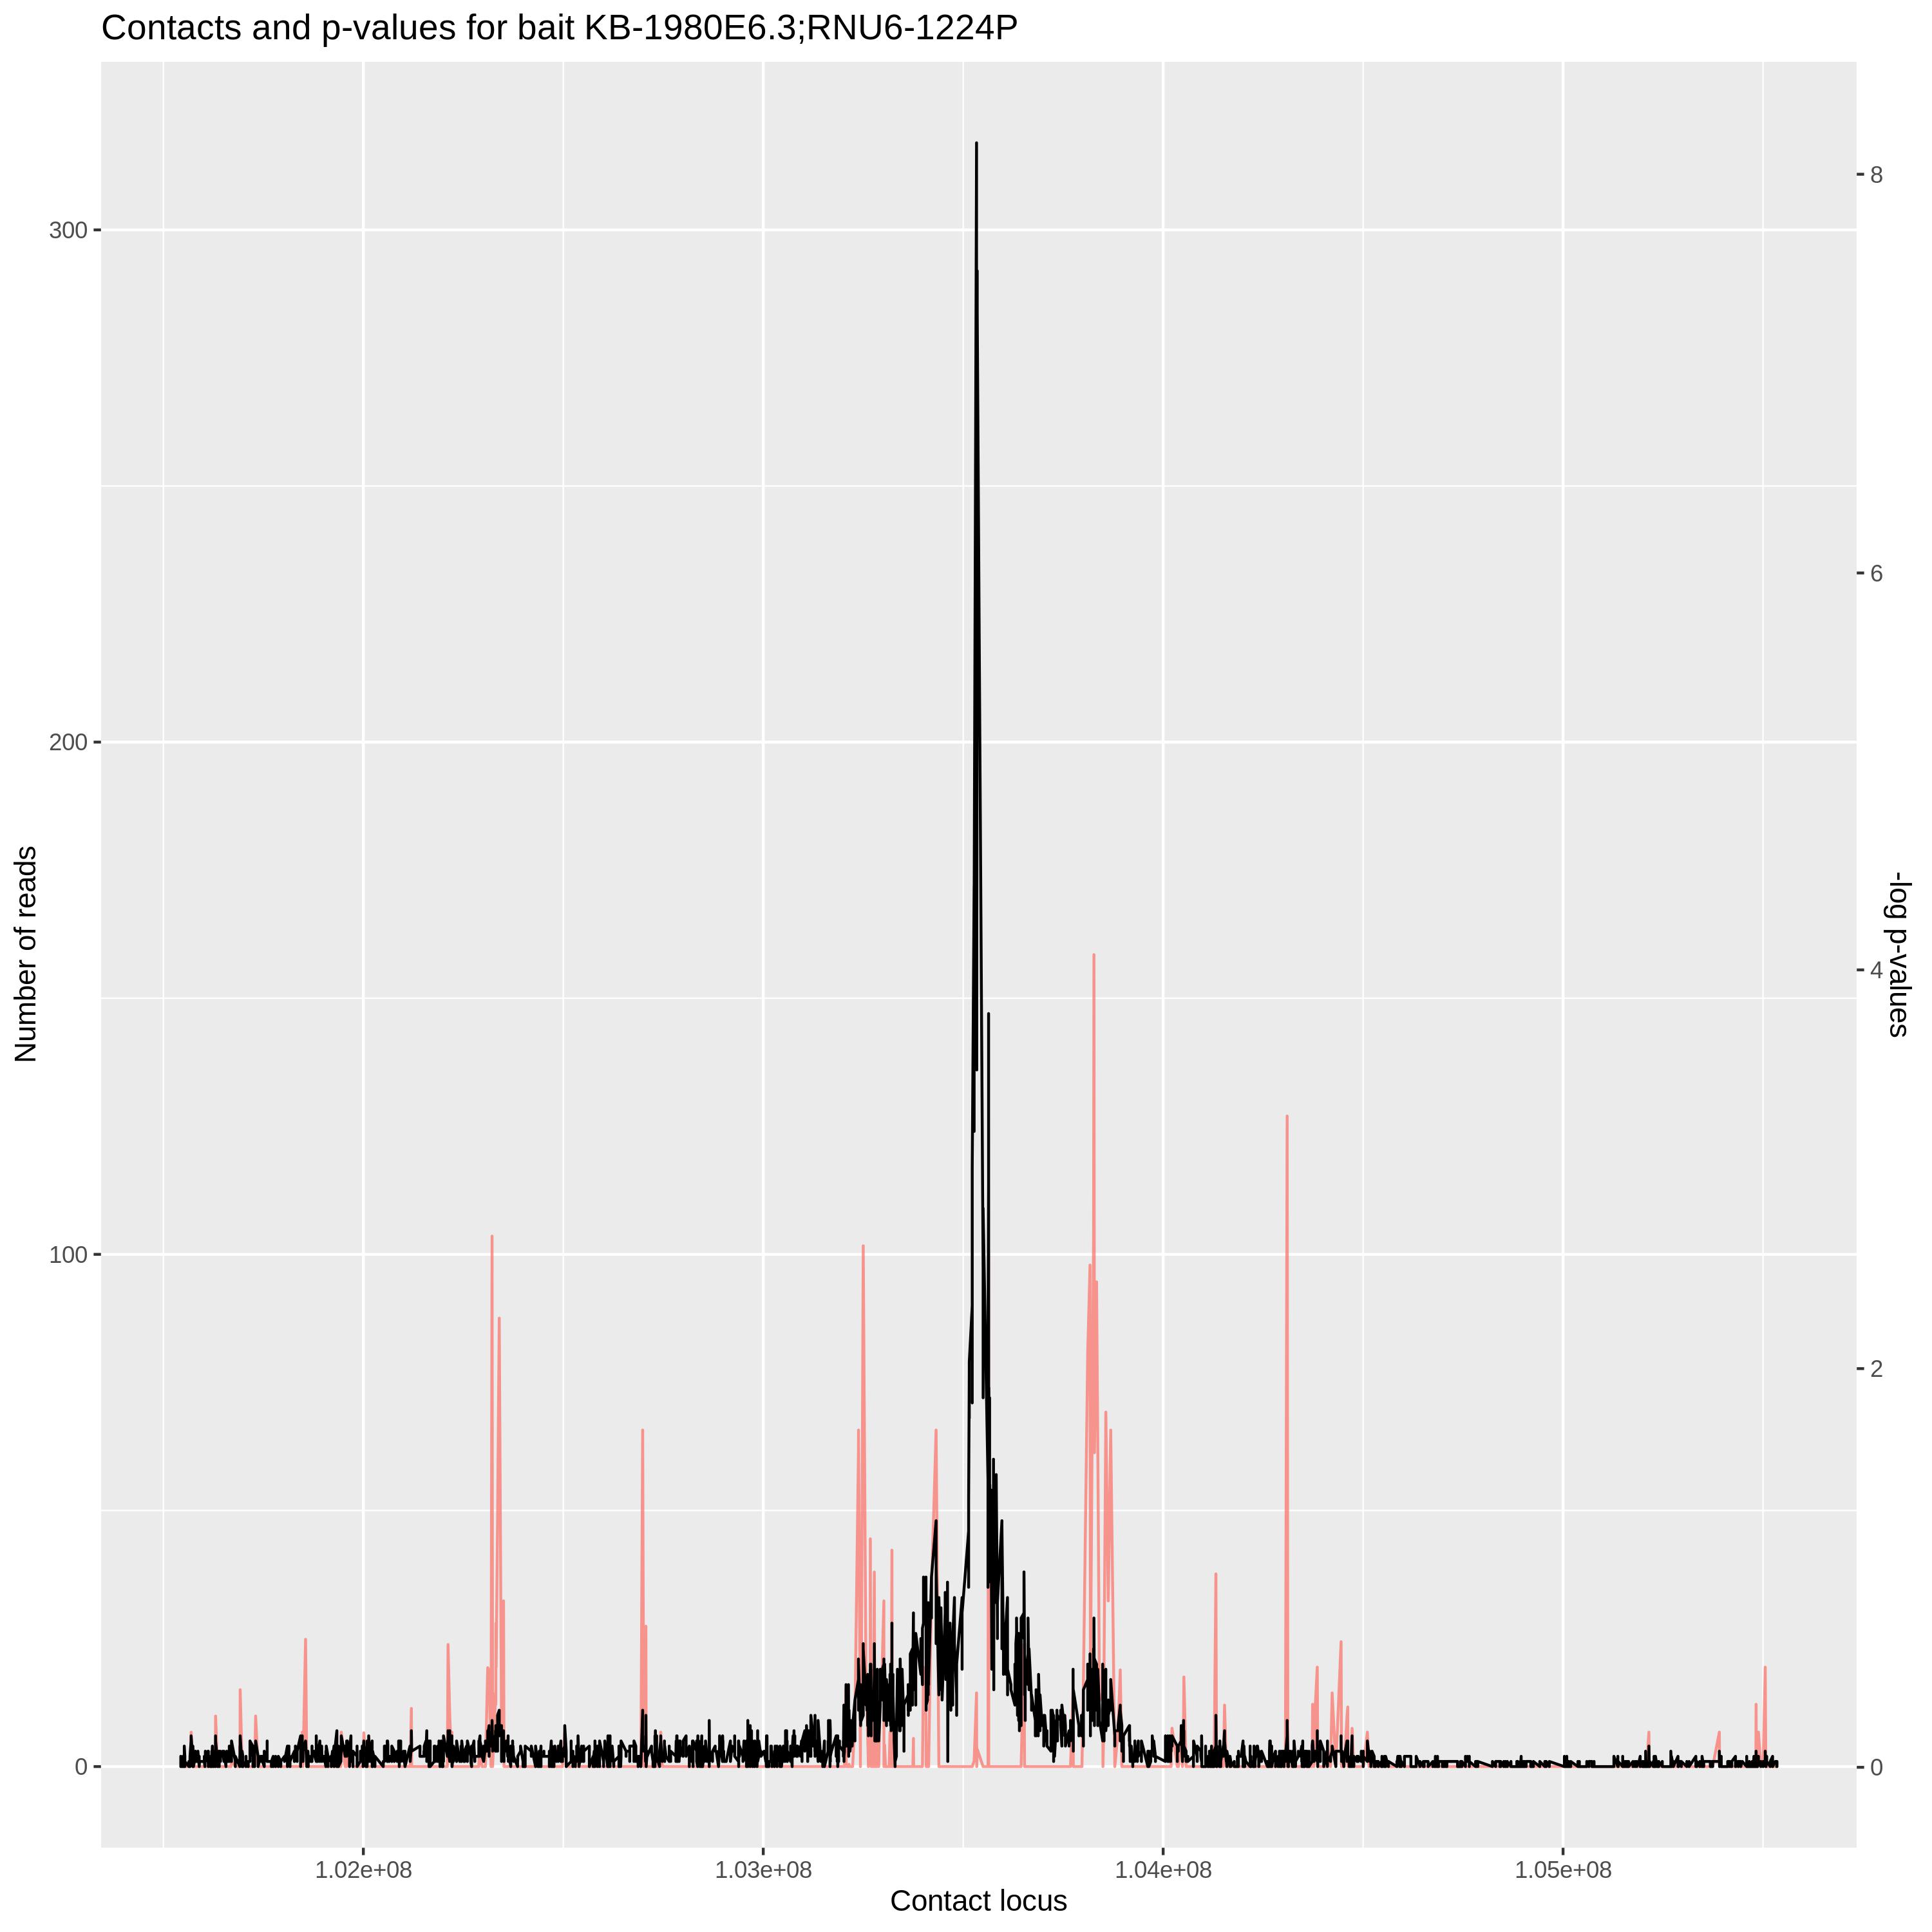 Contacts and p-values for bait KB-1980E6.3;RNU6-1224P
300
200
100
0
8
6
4
2
0
Number of reads
-log p-values
1.02e+08 1.03e+08 1.04e+08 1.05e+08
Contact locus